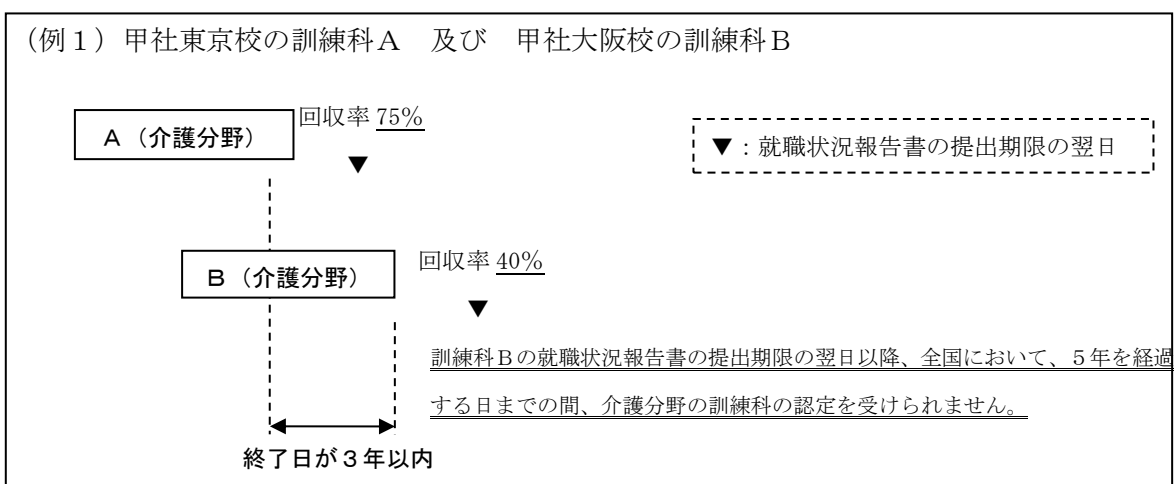 （例１）甲社東京校の訓練科Ａ　及び　甲社大阪校の訓練科Ｂ
Ａ（介護分野）
回収率 75%
▼
▼：就職状況報告書の提出期限の翌日
Ｂ（介護分野）
回収率 40%
▼
訓練科Ｂの就職状況報告書の提出期限の翌日以降、全国において、５年を経過
する日までの間、介護分野の訓練科の認定を受けられません。
終了日が３年以内